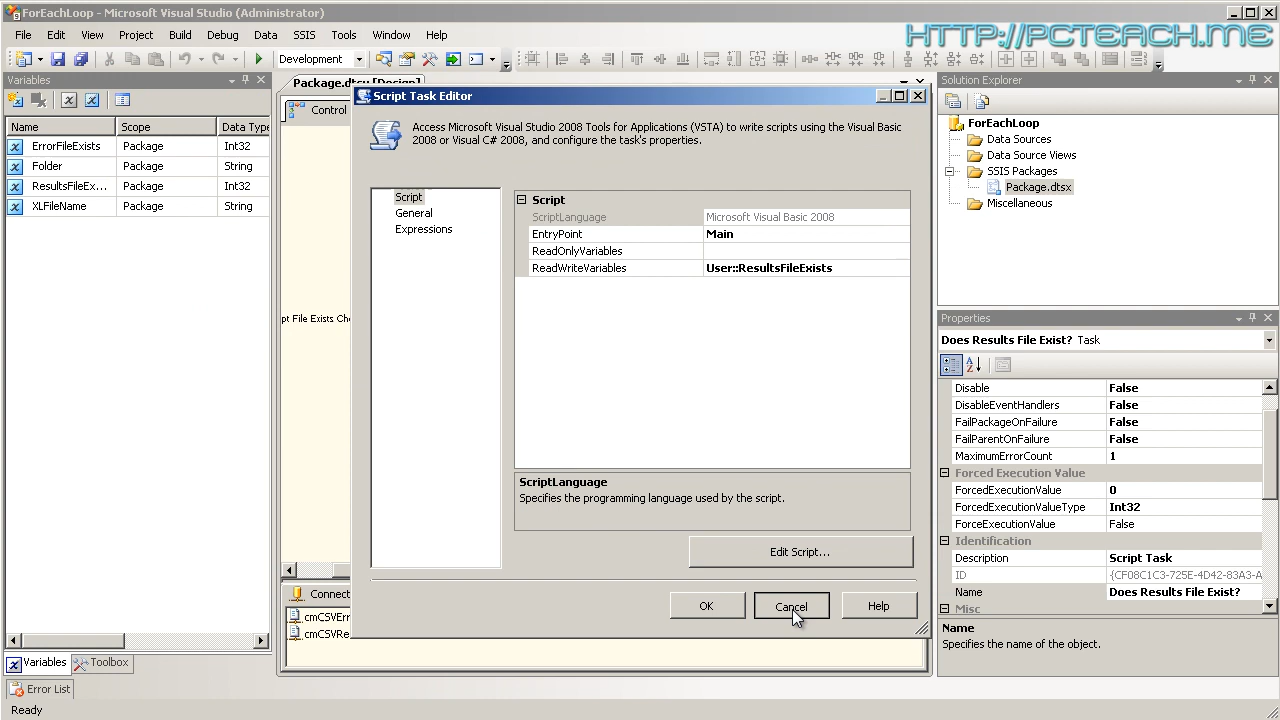 ForEachLoop - Microsoft Visual Studio (Administrator)
File Edit View Project Build Debug Data SSIS Tools Window Help
HTTP://PCTEACH.ME
Development
Variables
Name Scope Data Type
ErrorFileExists Package Int32
Folder Package String
ResultsFileEx... Package Int32
XLFileName Package String
Variables Toolbox
Error List
Ready
Package.dtsx [Design]
Control
pt File Exists Che
Connect
cmCSVErr
cmCSVRe
Script Task Editor
Access Microsoft Visual Studio 2008 Tools for Applications (VSTA) to write scripts using the Visual Basic
2008 or Visual C# 2008, and configure the task's properties.
Script
General
Expressions
Script
ScriptLanguage Microsoft Visual Basic 2008
EntryPoint Main
ReadOnlyVariables
ReadWriteVariables User::ResultsFileExists
ScriptLanguage
Specifies the programming language used by the script.
Edit Script...
OK Cancel Help
Solution Explorer
ForEachLoop
Data Sources
Data Source Views
SSIS Packages
Package.dtsx
Miscellaneous
Properties
Does Results File Exist? Task
Disable False
DisableEventHandlers False
FailPackageOnFailure False
FailParentOnFailure False
MaximumErrorCount 1
Forced Execution Value
ForcedExecutionValue 0
ForcedExecutionValueType Int32
ForceExecutionValue False
Identification
Description Script Task
ID {CF08C1C3-725E-4D42-83A3-A
Name Does Results File Exist?
Misc
Name
Specifies the name of the object.